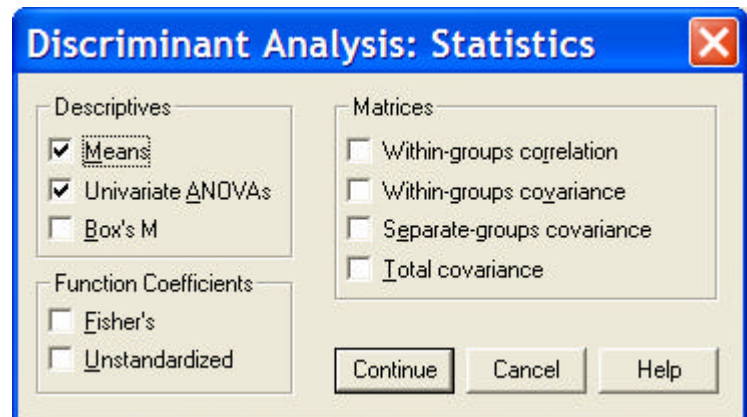 Discriminant Analysis: Statistics
Descriptives
Means
Univariate ANOVAs
Box's M
Function Coefficients
Fisher's
Unstandardized
Matrices
Within-groups correlation
Within-groups covariance
Separate-groups covariance
Total covariance
Continue
Cancel
Help